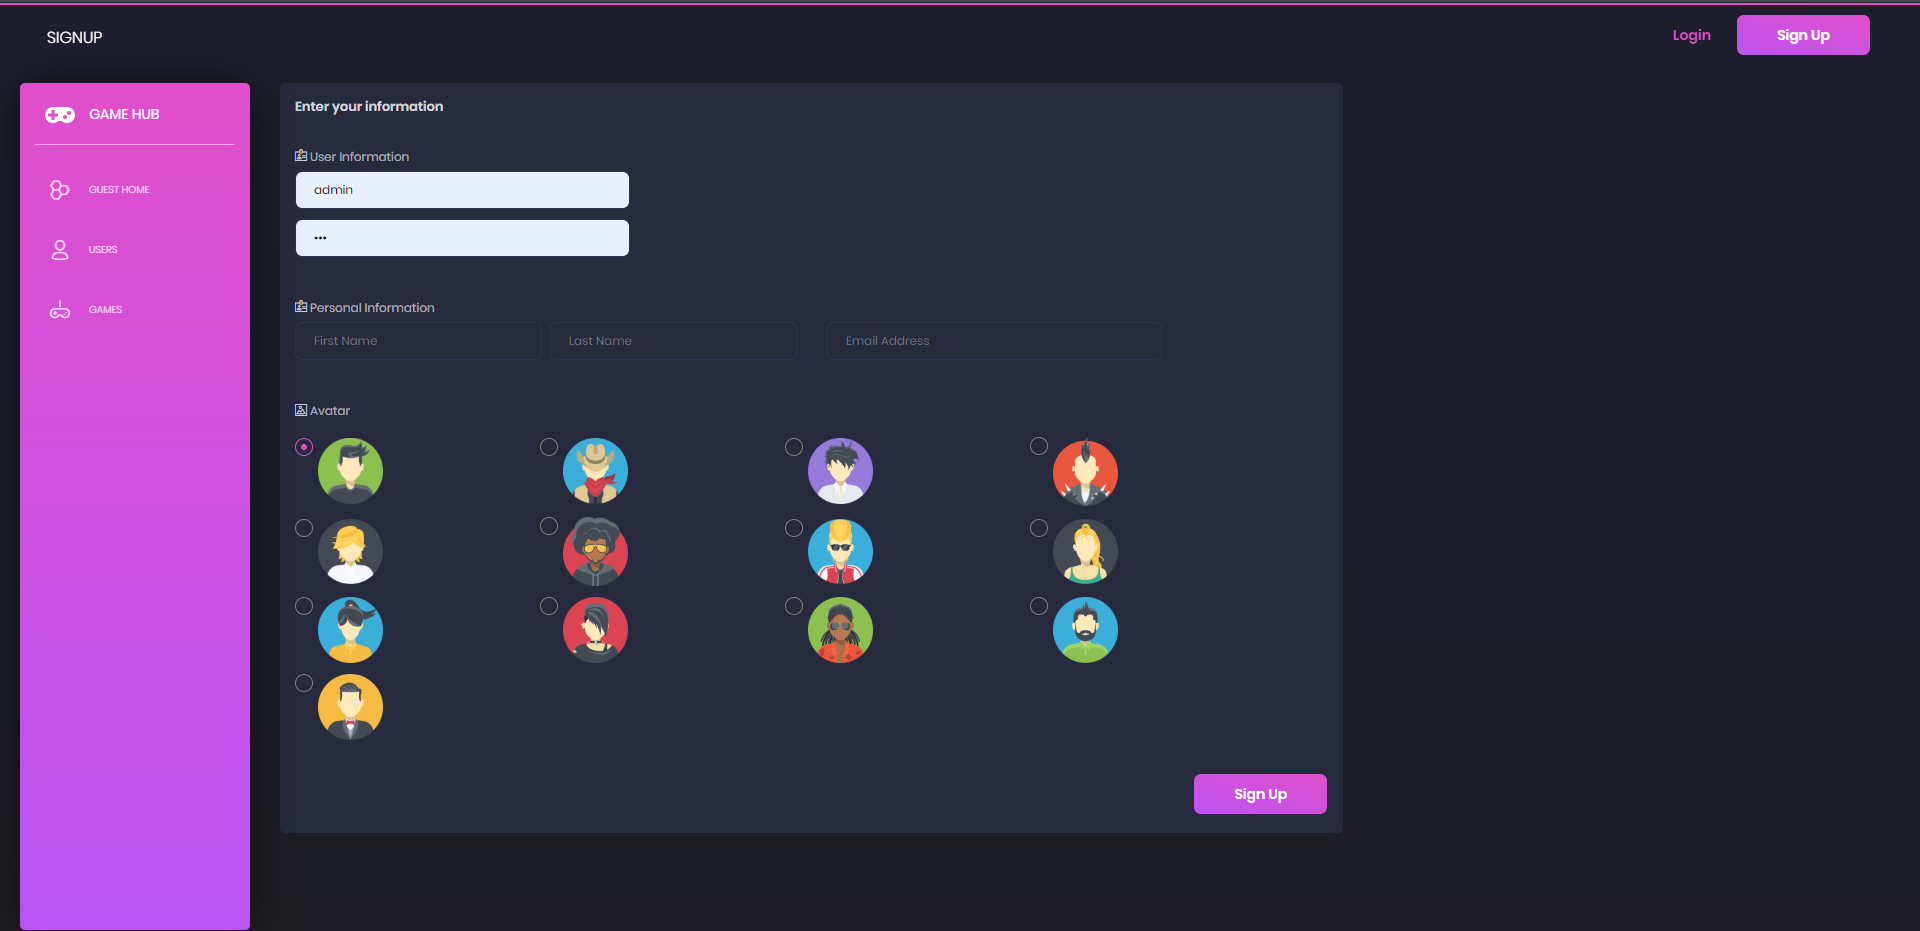 SIGNUP
Login
Sign Up
GAME HUB
GUEST HOME
USERS
GAMES
Enter your information
User Information
admin
•••
Personal Information
First Name
Last Name
Email Address
Avatar
Sign Up